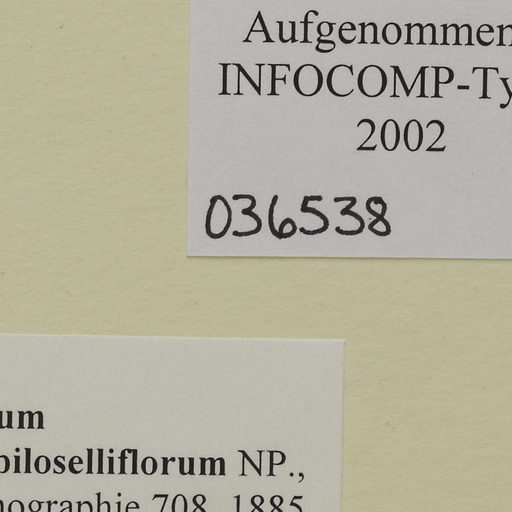 Aufgenommen
INFOCOMP-Ty
2002
036538
um
piloselliflorum NP.,
nographie 708, 1885